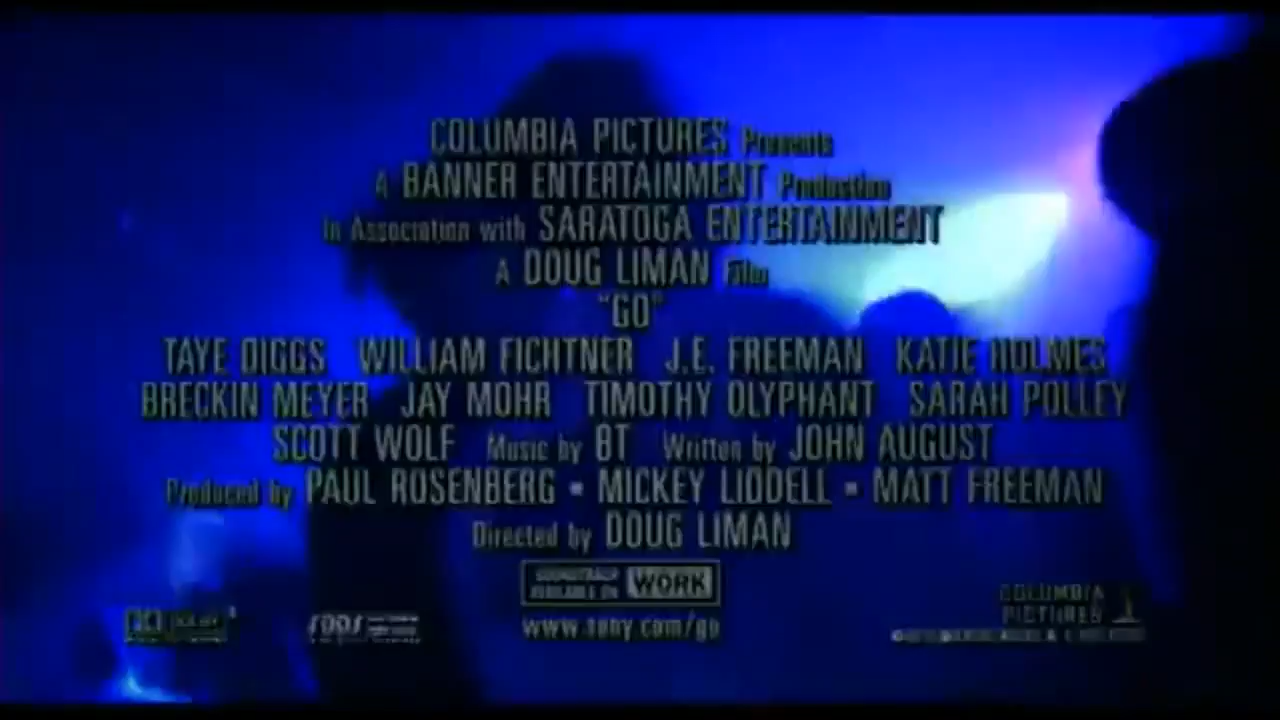 COLUMBIA PICTURES Presents
A BANNER ENTERTAINMENT Production
In Association with SARATOGA ENTERTAINMENT
A DOUG LIMAN Film
"GO"
TAYE DIGGS WILLIAM FICHTNER J.E. FREEMAN KATIE HOLMES
BRECKIN MEYER JAY MOHR TIMOTHY OLYPHANT SARAH POLLEY
SCOTT WOLF Music by BT Written by JOHN AUGUST
Produced by PAUL ROSENBERG ▪ MICKEY LIDDELL ▪ MATT FREEMAN
Directed by DOUG LIMAN
SOUNDTRACK
AVAILABLE ON WORK
www.sony.com/go
SDDS
COLUMBIA
PICTURES